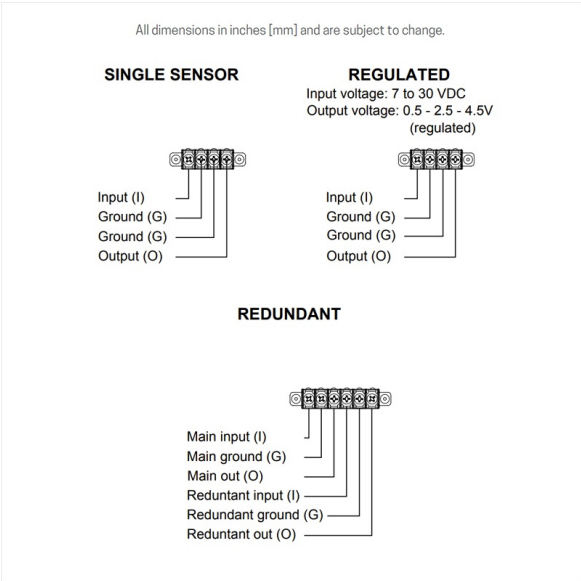 All dimensions in inches [mm] and are subject to change.
SINGLE SENSOR
Input (I)
Ground (G)
Ground (G)
Output (O)
REGULATED
Input voltage: 7 to 30 VDC
Output voltage: 0.5 - 2.5 - 4.5V
(regulated)
Input (I)
Ground (G)
Ground (G)
Output (O)
REDUNDANT
Main input (I)
Main ground (G)
Main out (O)
Reduntant input (I)
Redundant ground (G)
Reduntant out (O)